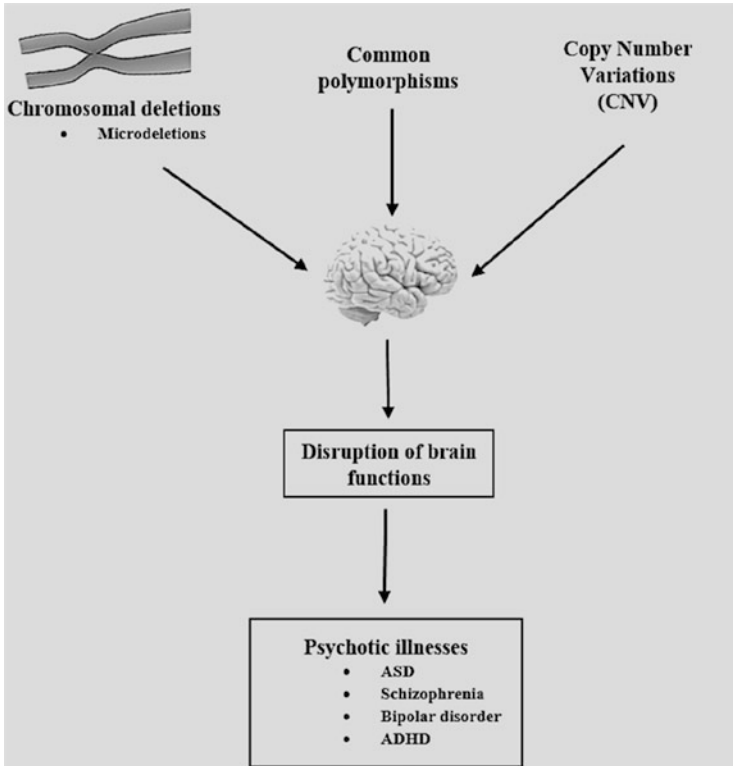 Chromosomal deletions
• Microdeletions
Common
polymorphisms
Copy Number
Variations
(CNV)
Disruption of brain
functions
Psychotic illnesses
• ASD
• Schizophrenia
• Bipolar disorder
• ADHD